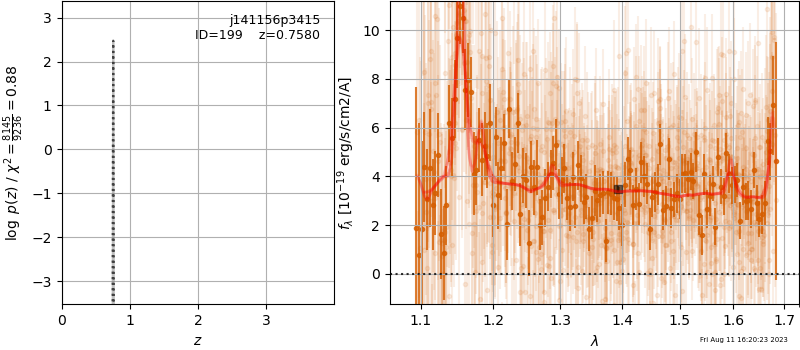 j141156p3415
ID=199 z=0.7580
log p(z) / χ² = 8145/9236 = 0.88
2
1
0
−1
−2
−3
0 1 2 3
z
f_λ [10⁻¹⁹ erg/s/cm2/A]
10
8
6
4
2
0
1.1 1.2 1.3 1.4 1.5 1.6 1.7
λ
Fri Aug 11 16:20:23 2023